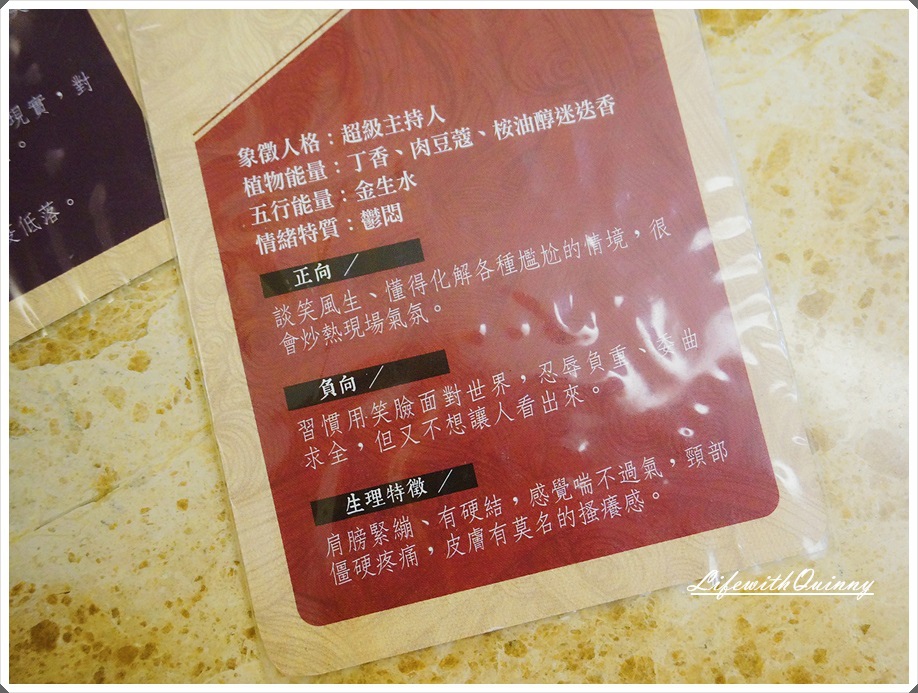 現實，對
。
低落。
象徵人格：超級主持人
植物能量：丁香、肉豆蔻、桉油醇迷迭香
五行能量：金生水
情緒特質：鬱悶
正向／
談笑風生、懂得化解各種尷尬的情境，很
會炒熱現場氣氛。
負向／
習慣用笑臉面對世界，忍辱負重、委曲
求全，但又不想讓人看出來。
生理特徵／
肩膀緊繃、有硬結，感覺喘不過氣，頸部
僵硬疼痛，皮膚有莫名的搔癢感。
LifewithQuinny